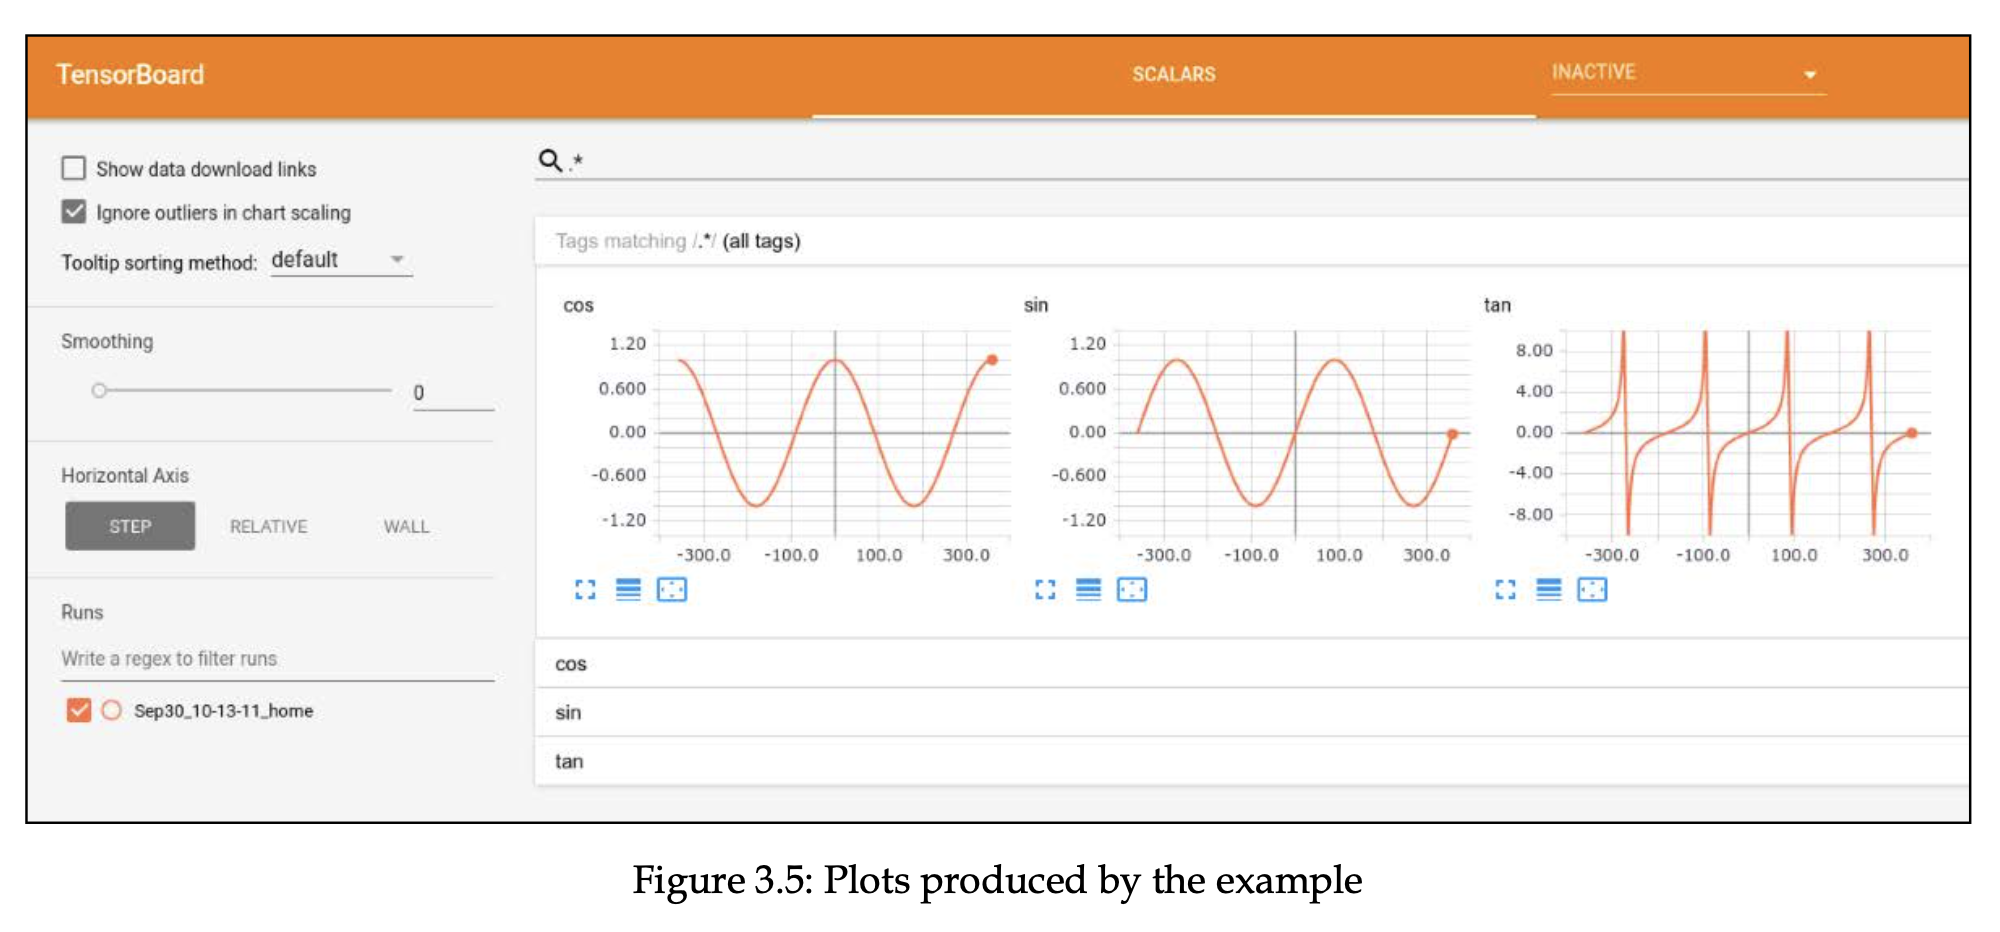 TensorBoard
SCALARS
INACTIVE
Show data download links
Ignore outliers in chart scaling
Tooltip sorting method: default
Smoothing
0
Horizontal Axis
STEP RELATIVE WALL
Runs
Write a regex to filter runs
Sep30_10-13-11_home
.*
Tags matching /.*/ (all tags)
cos
1.20
0.600
0.00
-0.600
-1.20
-300.0 -100.0 100.0 300.0
sin
1.20
0.600
0.00
-0.600
-1.20
-300.0 -100.0 100.0 300.0
tan
8.00
4.00
0.00
-4.00
-8.00
-300.0 -100.0 100.0 300.0
cos
sin
tan
Figure 3.5: Plots produced by the example